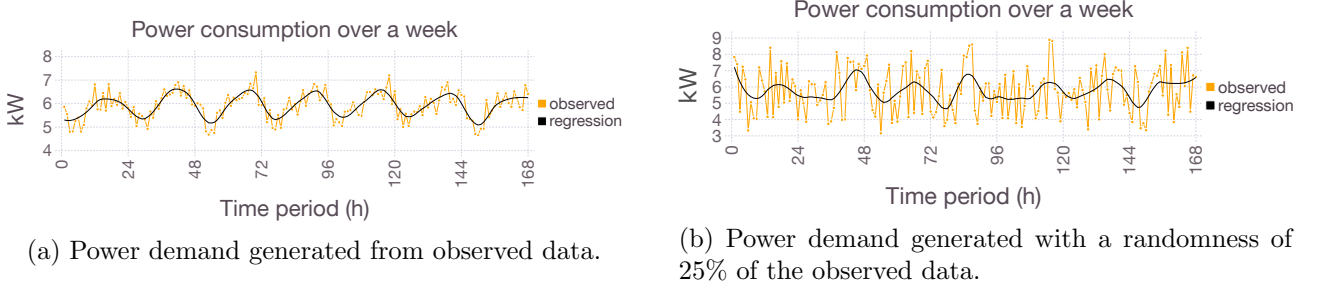 Power consumption over a week
8
7
6
5
4
kW
0
24
48
72
96
120
144
168
Time period (h)
observed
regression
(a) Power demand generated from observed data.
Power consumption over a week
9
8
7
6
5
4
3
kW
0
24
48
72
96
120
144
168
Time period (h)
observed
regression
(b) Power demand generated with a randomness of
25% of the observed data.